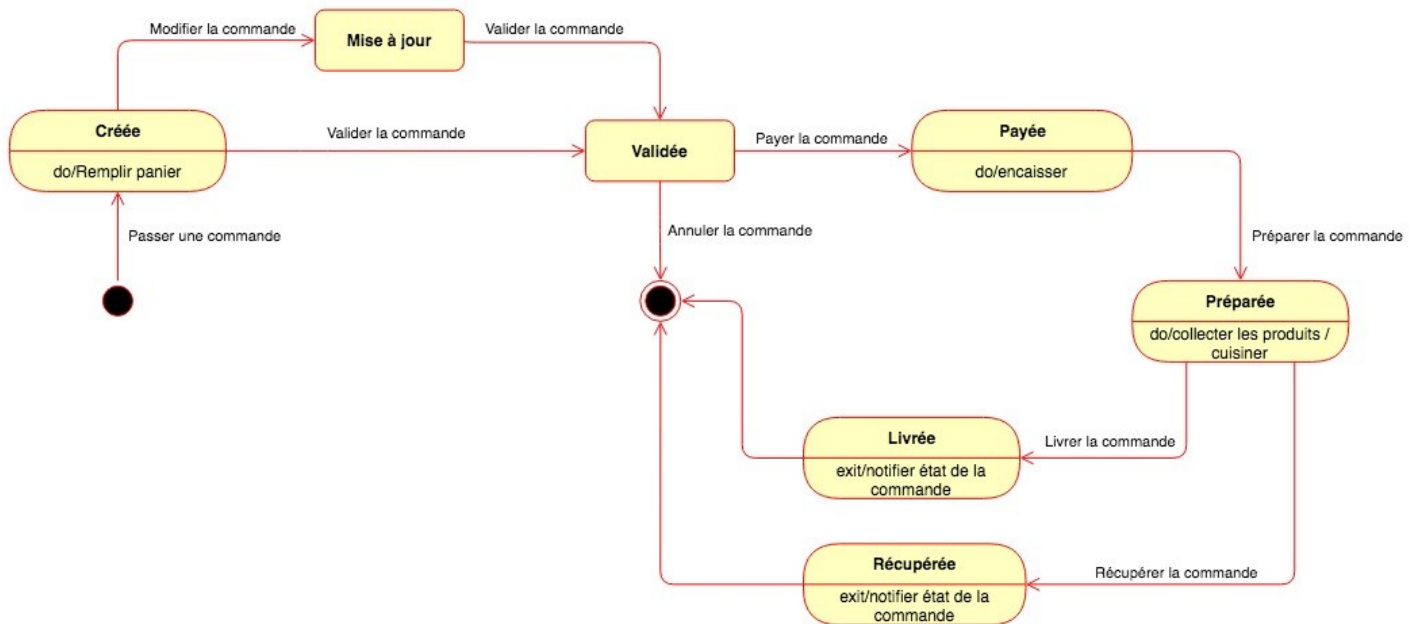 Modifier la commande
Mise à jour
Valider la commande
Créée
do/Remplir panier
Valider la commande
Validée
Payer la commande
Payée
do/encaisser
Passer une commande
Annuler la commande
Préparer la commande
Préparée
do/collecter les produits /
cuisiner
Livrée
exit/notifier état de la
commande
Livrer la commande
Récupérée
exit/notifier état de la
commande
Récupérer la commande